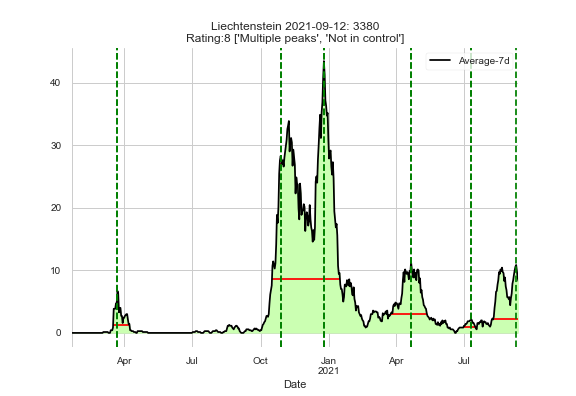 Liechtenstein 2021-09-12: 3380
Rating:8 ['Multiple peaks', 'Not in control']
Average-7d
40
30
20
10
0
Apr Jul Oct Jan Apr Jul
2021
Date